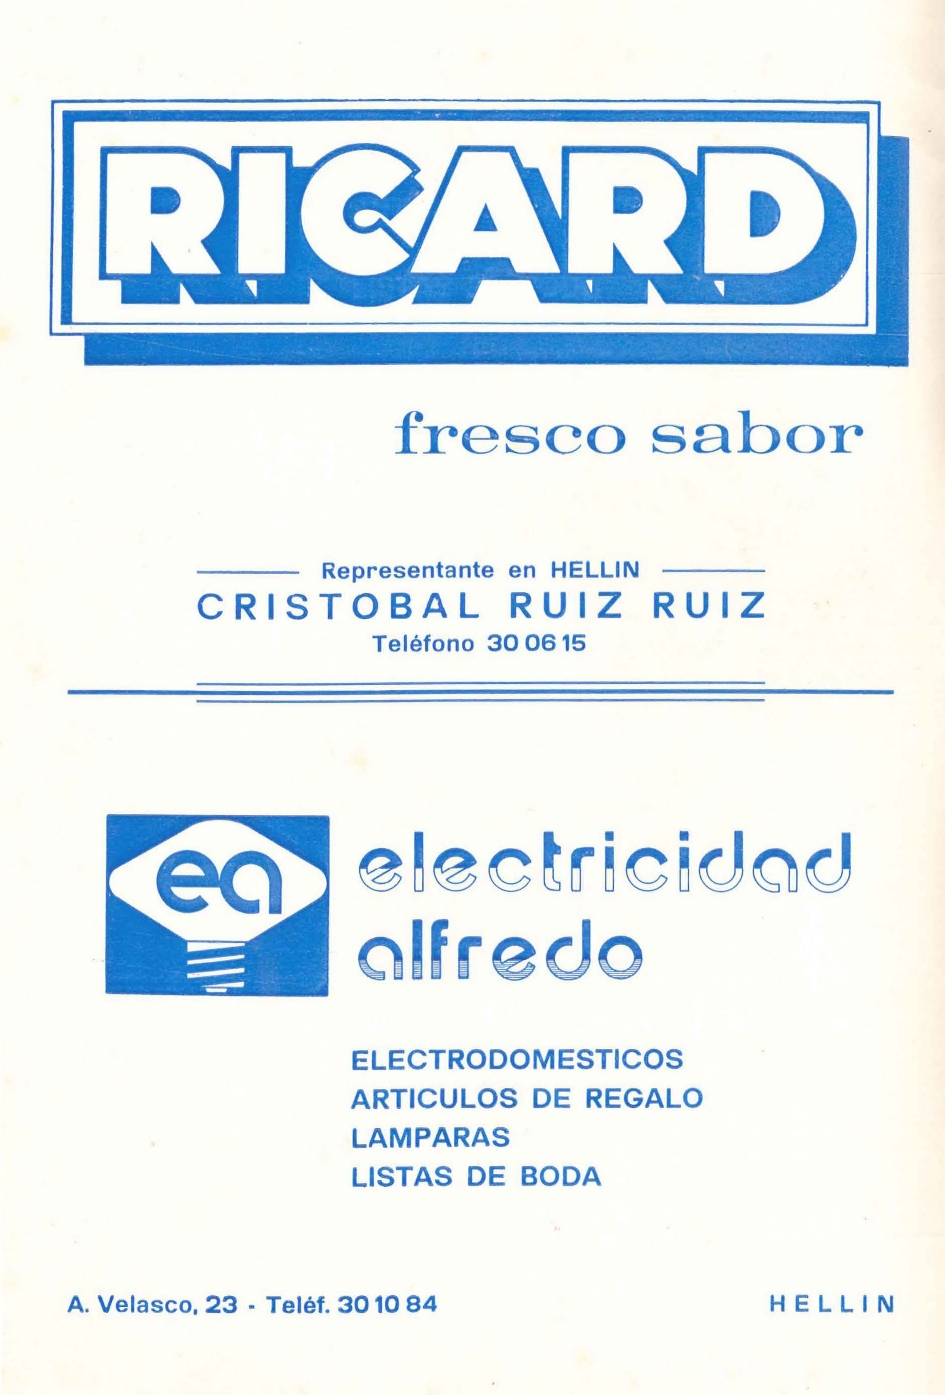 RICARD
fresco sabor
Representante en HELLIN
CRISTOBAL RUIZ RUIZ
Teléfono 30 06 15
ea
electricidad
alfredo
ELECTRODOMESTICOS
ARTICULOS DE REGALO
LAMPARAS
LISTAS DE BODA
A. Velasco, 23 - Teléf. 30 10 84 HELLIN